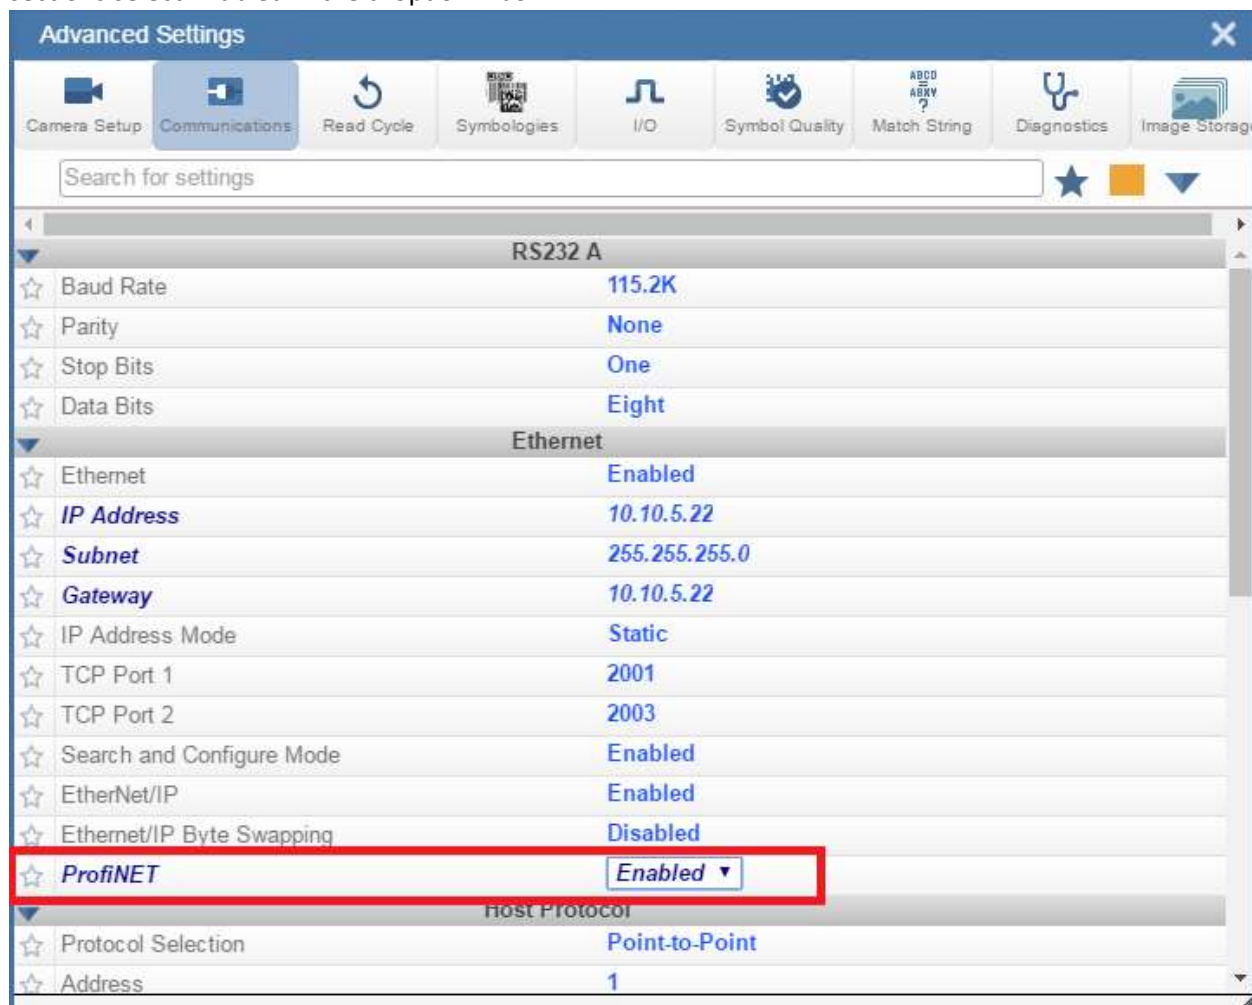 Advanced Settings
Camera Setup Communications Read Cycle Symbologies I/O Symbol Quality ABCD = ABXY ? Match String Diagnostics Image Storag
Search for settings
RS232 A
Baud Rate 115.2K
Parity None
Stop Bits One
Data Bits Eight
Ethernet
Ethernet Enabled
IP Address 10.10.5.22
Subnet 255.255.255.0
Gateway 10.10.5.22
IP Address Mode Static
TCP Port 1 2001
TCP Port 2 2003
Search and Configure Mode Enabled
EtherNet/IP Enabled
Ethernet/IP Byte Swapping Disabled
ProfiNET Enabled
Host Protocol
Protocol Selection Point-to-Point
Address 1